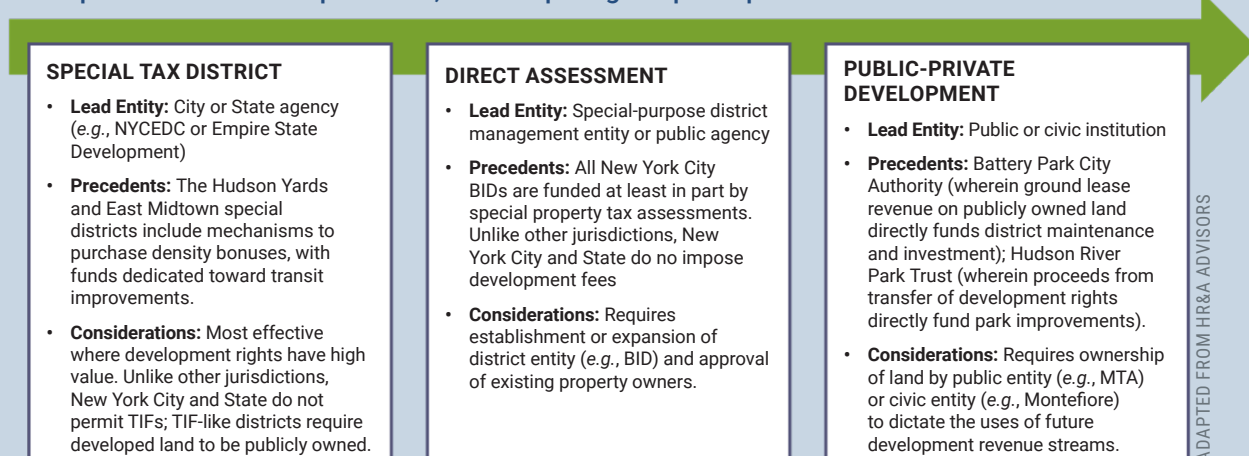 SPECIAL TAX DISTRICT
• Lead Entity: City or State agency
(e.g., NYCEDC or Empire State
Development)
• Precedents: The Hudson Yards
and East Midtown special
districts include mechanisms to
purchase density bonuses, with
funds dedicated toward transit
improvements.
• Considerations: Most effective
where development rights have high
value. Unlike other jurisdictions,
New York City and State do not
permit TIFs; TIF-like districts require
developed land to be publicly owned.
DIRECT ASSESSMENT
• Lead Entity: Special-purpose district
management entity or public agency
• Precedents: All New York City
BIDs are funded at least in part by
special property tax assessments.
Unlike other jurisdictions, New
York City and State do no impose
development fees
• Considerations: Requires
establishment or expansion of
district entity (e.g., BID) and approval
of existing property owners.
PUBLIC-PRIVATE
DEVELOPMENT
• Lead Entity: Public or civic institution
• Precedents: Battery Park City
Authority (wherein ground lease
revenue on publicly owned land
directly funds district maintenance
and investment); Hudson River
Park Trust (wherein proceeds from
transfer of development rights
directly fund park improvements).
• Considerations: Requires ownership
of land by public entity (e.g., MTA)
or civic entity (e.g., Montefiore)
to dictate the uses of future
development revenue streams.
ADAPTED FROM HR&A ADVISORS